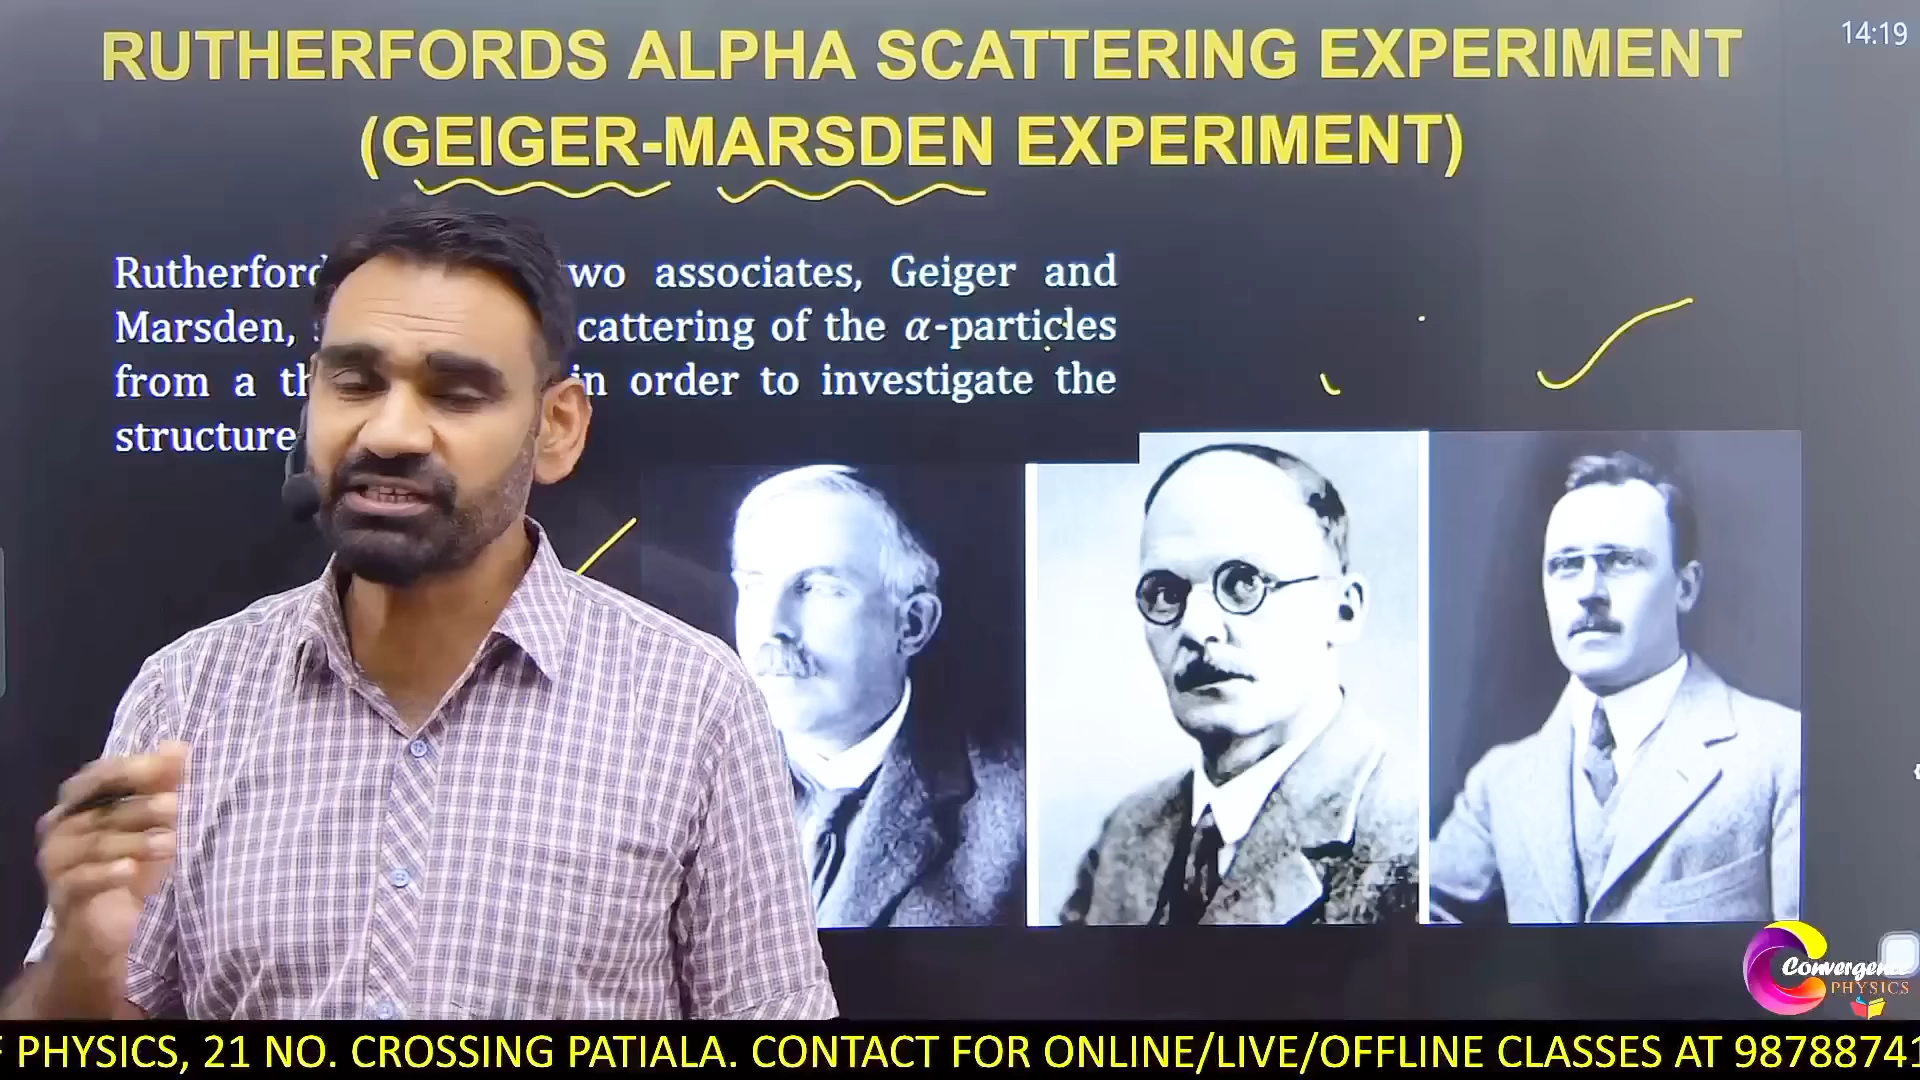 RUTHERFORDS ALPHA SCATTERING EXPERIMENT
14:19
(GEIGER-MARSDEN EXPERIMENT)
Rutherford wo associates, Geiger and
Marsden, cattering of the α-particles
from a th in order to investigate the
structure
Convergence
PHYSICS
PHYSICS, 21 NO. CROSSING PATIALA. CONTACT FOR ONLINE/LIVE/OFFLINE CLASSES AT 98788741